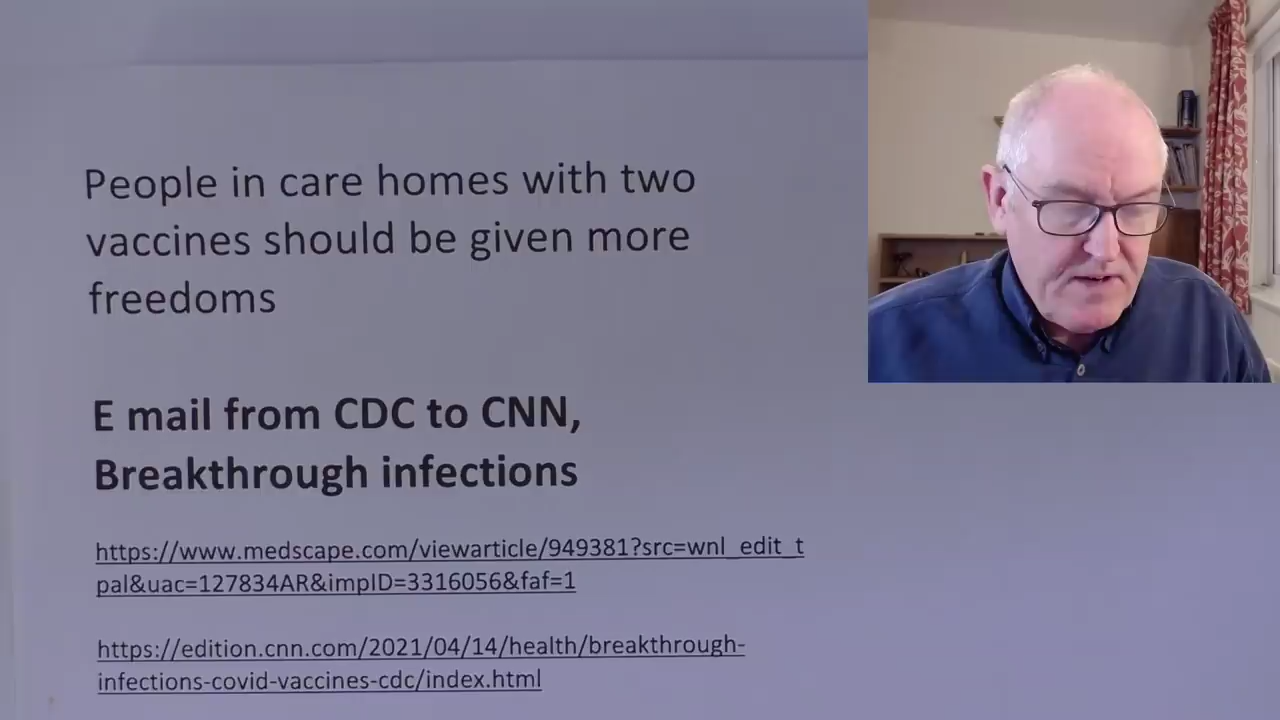 People in care homes with two
vaccines should be given more
freedoms
E mail from CDC to CNN,
Breakthrough infections
https://www.medscape.com/viewarticle/949381?src=wnl_edit_t
pal&uac=127834AR&impID=3316056&faf=1
https://edition.cnn.com/2021/04/14/health/breakthrough-
infections-covid-vaccines-cdc/index.html